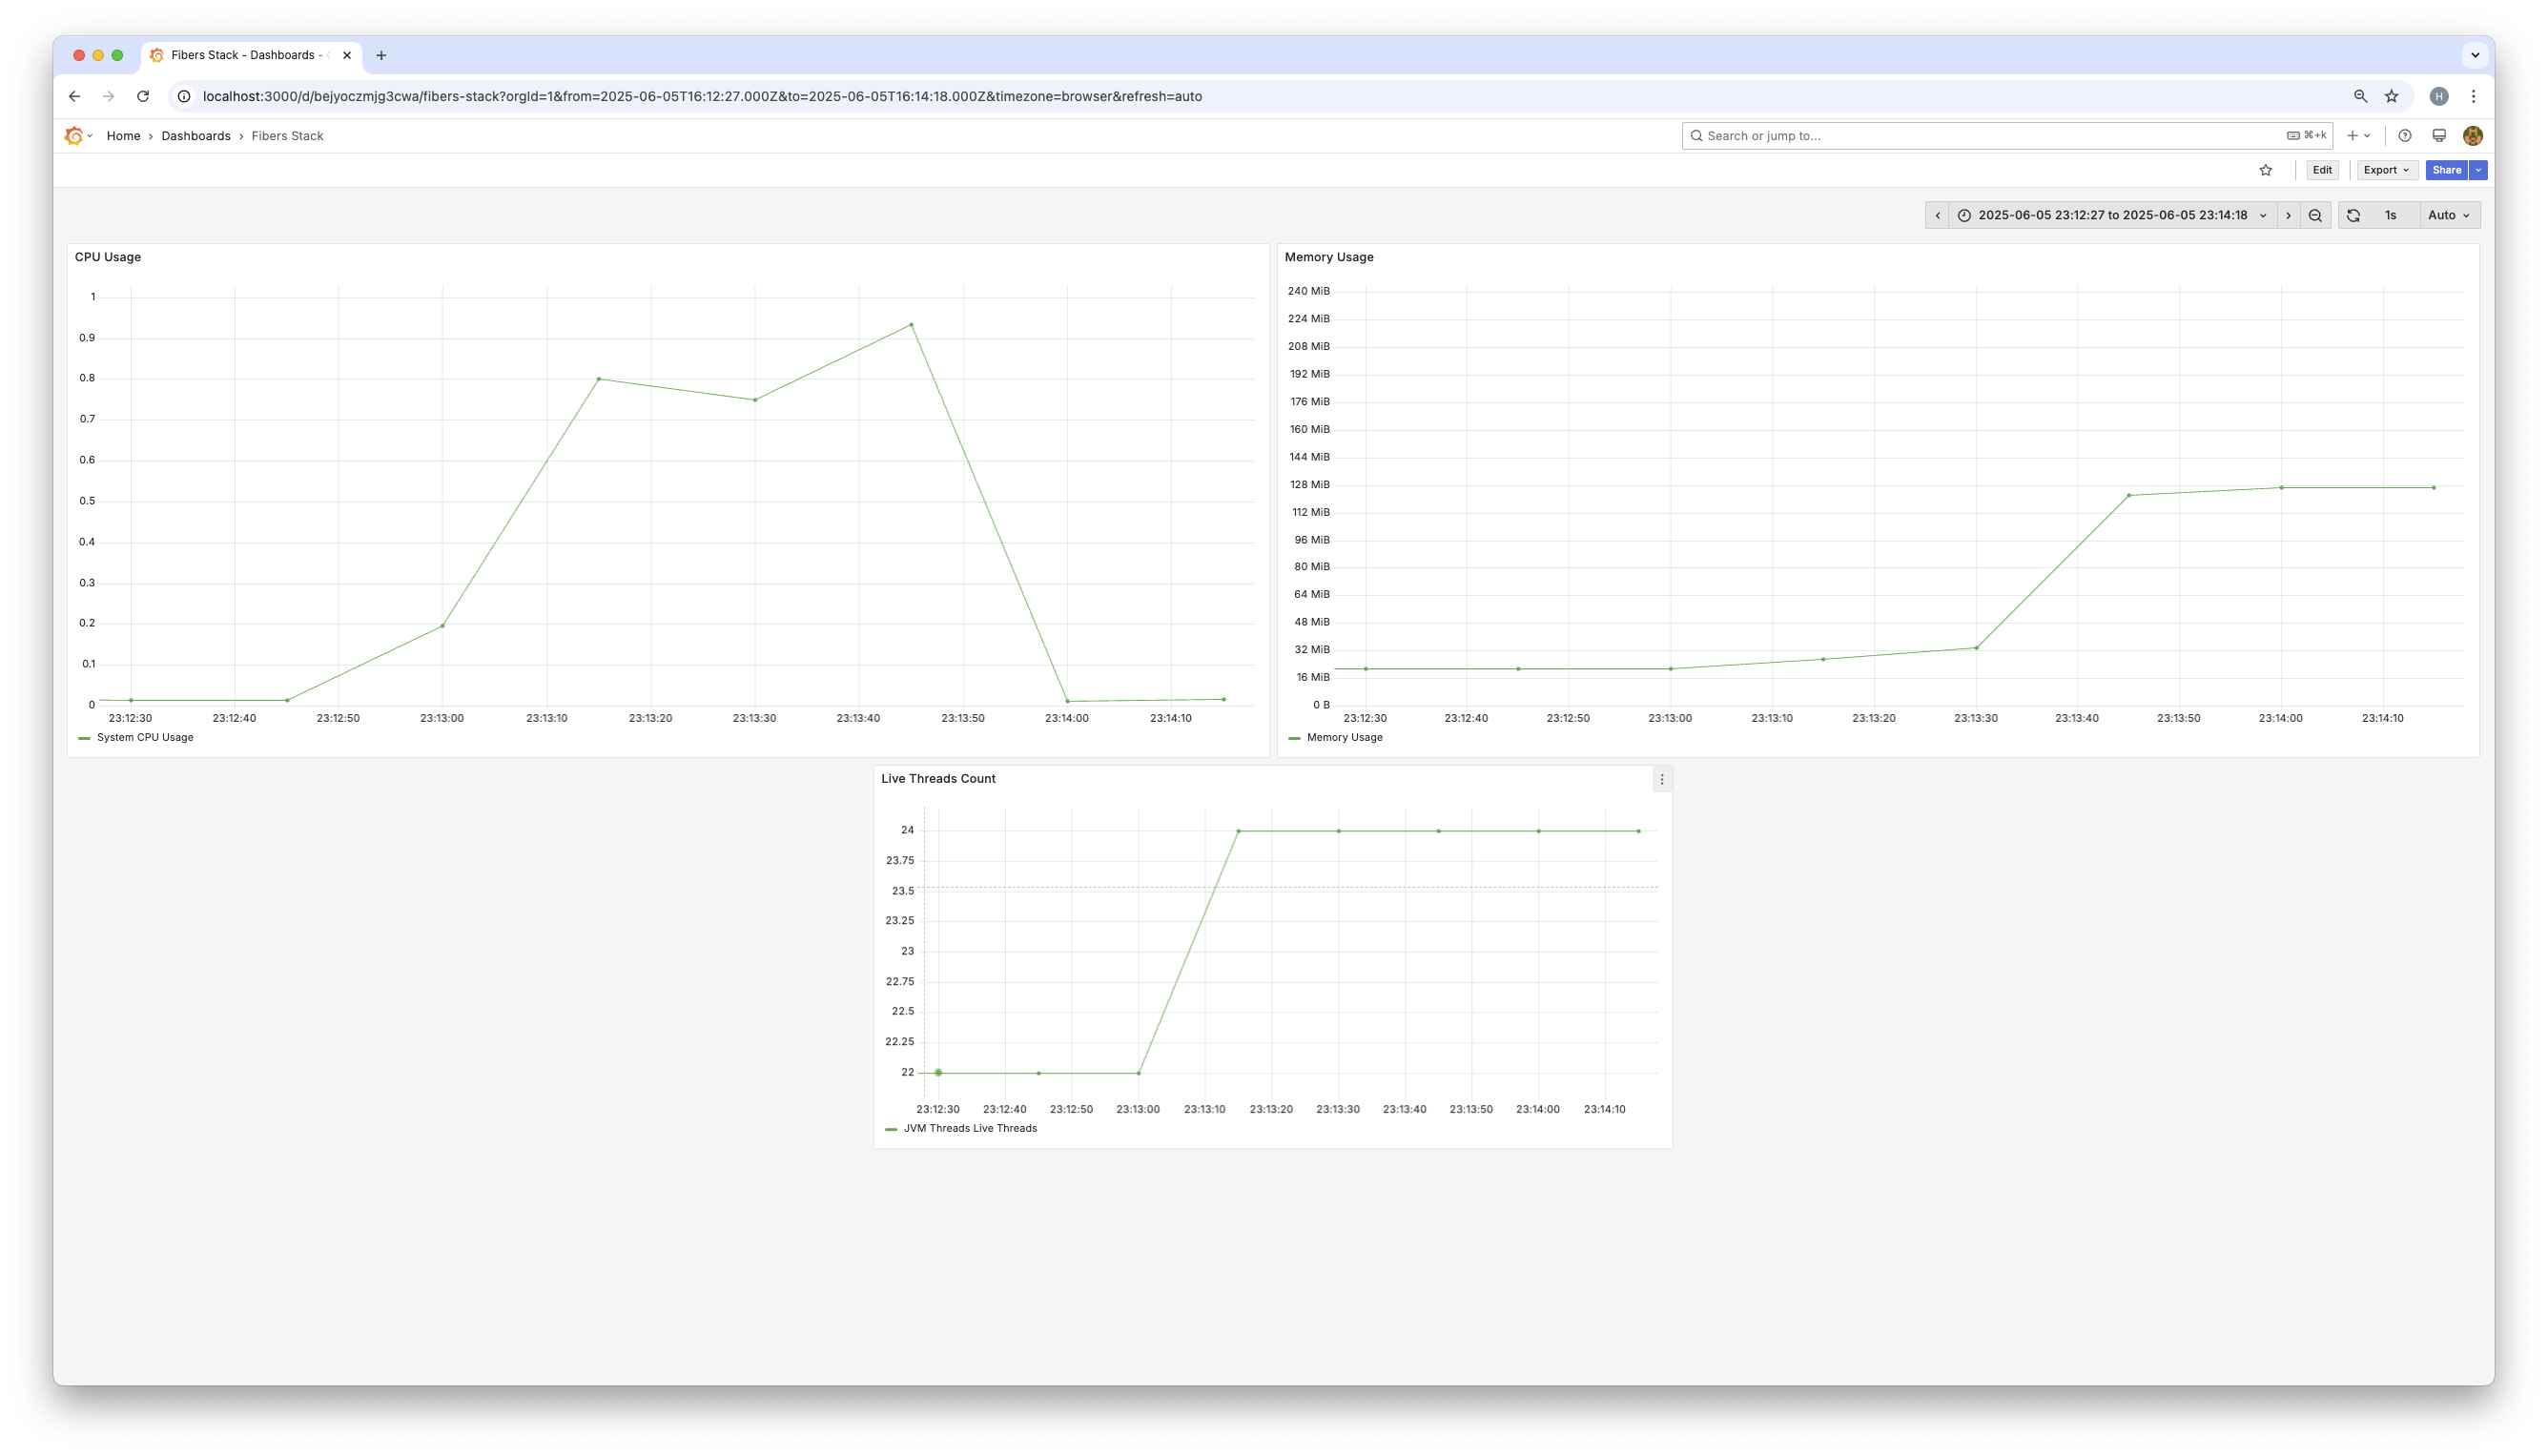 Fibers Stack - Dashboards -
localhost:3000/d/bejyoczmjg3cwa/fibers-stack?orgId=1&from=2025-06-05T16:12:27.000Z&to=2025-06-05T16:14:18.000Z&timezone=browser&refresh=auto
H
Home › Dashboards › Fibers Stack
Search or jump to...
⌘+k
Edit
Export
Share
2025-06-05 23:12:27 to 2025-06-05 23:14:18
1s
Auto
CPU Usage
1
0.9
0.8
0.7
0.6
0.5
0.4
0.3
0.2
0.1
0
23:12:30 23:12:40 23:12:50 23:13:00 23:13:10 23:13:20 23:13:30 23:13:40 23:13:50 23:14:00 23:14:10
System CPU Usage
Memory Usage
240 MiB
224 MiB
208 MiB
192 MiB
176 MiB
160 MiB
144 MiB
128 MiB
112 MiB
96 MiB
80 MiB
64 MiB
48 MiB
32 MiB
16 MiB
0 B
23:12:30 23:12:40 23:12:50 23:13:00 23:13:10 23:13:20 23:13:30 23:13:40 23:13:50 23:14:00 23:14:10
Memory Usage
Live Threads Count
24
23.75
23.5
23.25
23
22.75
22.5
22.25
22
23:12:30 23:12:40 23:12:50 23:13:00 23:13:10 23:13:20 23:13:30 23:13:40 23:13:50 23:14:00 23:14:10
JVM Threads Live Threads